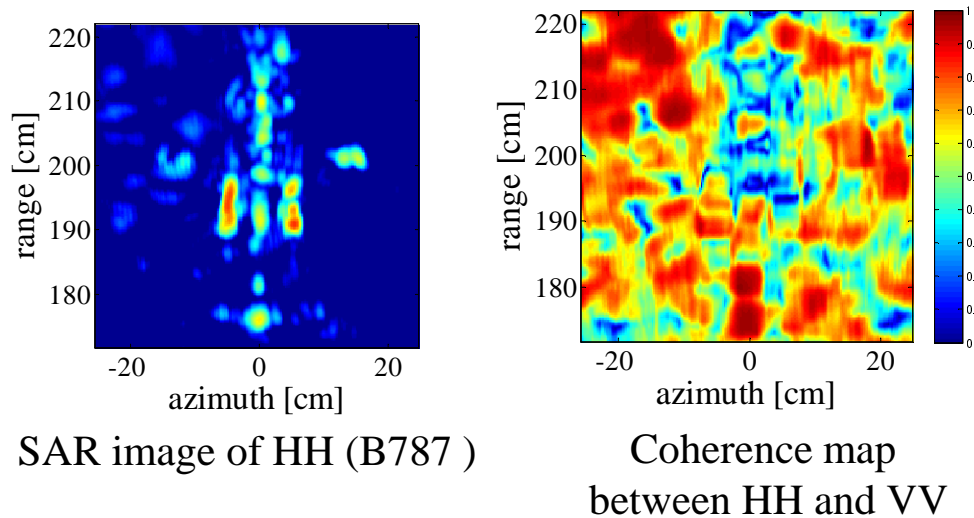 220
210
200
190
180
range [cm]
-20
0
20
azimuth [cm]
SAR image of HH (B787 )
220
210
200
190
180
range [cm]
-20
0
20
azimuth [cm]
1
Coherence map
between HH and VV